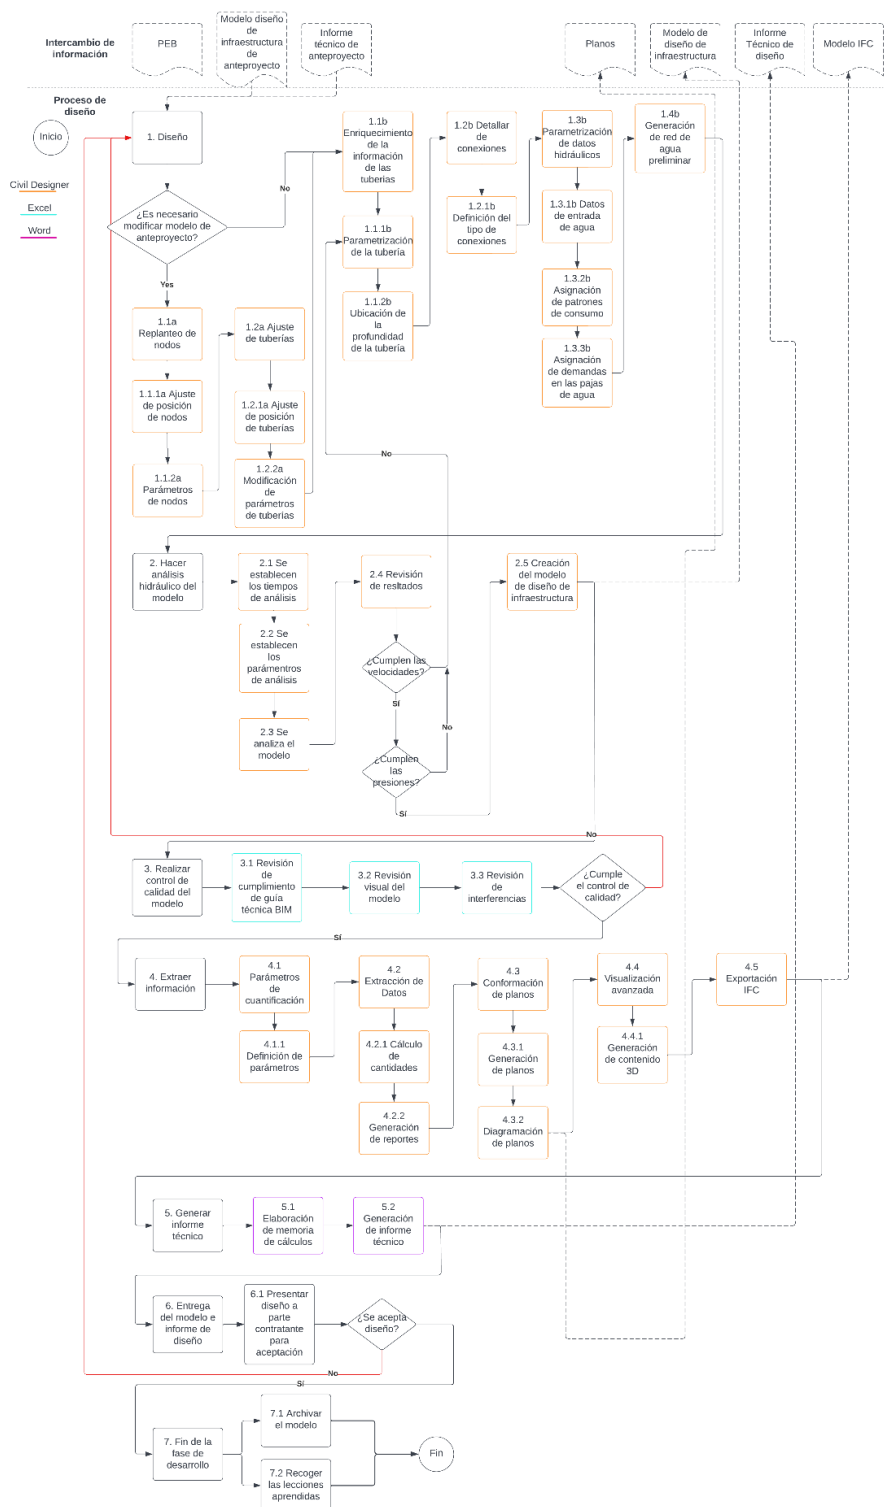 Intercambio de
información
PEB
Modelo diseño
de
infraestructura
de
anteproyecto
Informe
técnico de
anteproyecto
Planos
Modelo de
diseño de
infraestructura
Informe
Técnico de
diseño
Modelo IFC
Proceso de
diseño
Inicio
Civil Designer
Excel
Word
1. Diseño
¿Es necesario
modificar modelo de
anteproyecto?
No
Yes
1.1a
Replanteo de
nodos
1.1.1a Ajuste
de posición
de nodos
1.1.2a
Parámetros
de nodos
1.2a Ajuste
de tuberías
1.2.1a Ajuste
de posición de
tuberías
1.2.2a
Modificación
de
parámetros
de tuberías
1.1b
Enriquecimiento
de la
información
de las
tuberías
1.1.1b
Parametrización
de la tubería
1.1.2b
Ubicación de
la
profundidad
de la tubería
1.2b Detallar
de
conexiones
1.2.1b
Definición del
tipo de
conexiones
1.3b
Parametrización
de datos
hidráulicos
1.3.1b Datos
de entrada
de agua
1.3.2b
Asignación
de patrones
de consumo
1.3.3b
Asignación
de demandas
en las pajas
de agua
1.4b
Generación
de red de
agua
preliminar
No
2. Hacer
análisis
hidráulico del
modelo
2.1 Se
establecen
los tiempos
de análisis
2.2 Se
establecen
los
parámentros
de análisis
2.3 Se
analiza el
modelo
2.4 Revisión
de resltados
¿Cumplen las
velocidades?
Sí
No
¿Cumplen
las
presiones?
Sí
2.5 Creación
del modelo
de diseño de
infraestructura
No
3. Realizar
control de
calidad del
modelo
3.1 Revisión
de
cumplimiento
de guía
técnica BIM
3.2 Revisión
visual del
modelo
3.3 Revisión
de
interferencias
¿Cumple
el control de
calidad?
Sí
4. Extraer
información
4.1
Parámetros
de
cuantificación
4.1.1
Definición de
parámetros
4.2
Extracción de
Datos
4.2.1 Cálculo
de
cantidades
4.2.2
Generación
de reportes
4.3
Conformación
de planos
4.3.1
Generación
de planos
4.3.2
Diagramación
de planos
4.4
Visualización
avanzada
4.4.1
Generación
de contenido
3D
4.5
Exportación
IFC
5. Generar
informe
técnico
5.1
Elaboración
de memoria
de cálculos
5.2
Generación
de informe
técnico
6. Entrega
del modelo e
informe de
diseño
6.1 Presentar
diseño a
parte
contratante
para
aceptación
¿Se acepta
diseño?
No
Sí
7. Fin de la
fase de
desarrollo
7.1 Archivar
el modelo
7.2 Recoger
las lecciones
aprendidas
Fin